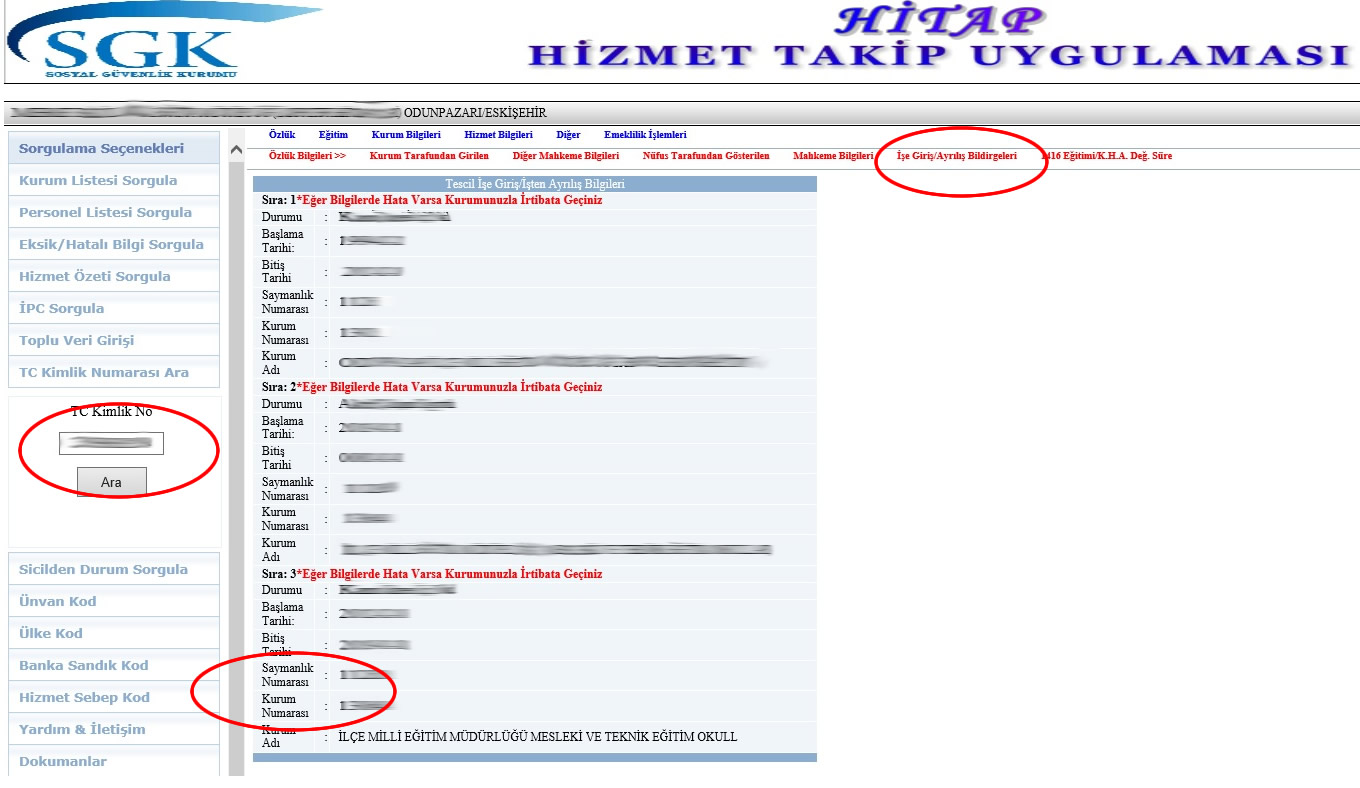 SGK
SOSYAL GÜVENLİK KURUMU
HİTAP
HİZMET TAKİP UYGULAMASI
ODUNPAZARI/ESKİŞEHİR
Sorgulama Seçenekleri
Kurum Listesi Sorgula
Personel Listesi Sorgula
Eksik/Hatalı Bilgi Sorgula
Hizmet Özeti Sorgula
İPC Sorgula
Toplu Veri Girişi
TC Kimlik Numarası Ara
TC Kimlik No
Ara
Sicilden Durum Sorgula
Ünvan Kod
Ülke Kod
Banka Sandık Kod
Hizmet Sebep Kod
Yardım & İletişim
Dokumanlar
Özlük Eğitim Kurum Bilgileri Hizmet Bilgileri Diğer Emeklilik İşlemleri
Özlük Bilgileri >> Kurum Tarafından Girilen Diğer Mahkeme Bilgileri Nüfus Tarafından Gösterilen Mahkeme Bilgileri İşe Giriş/Ayrılış Bildirgeleri 1416 Eğitimi/K.H.A. Değ. Süre
Tescil İşe Giriş/İşten Ayrılış Bilgileri
Sıra: 1*Eğer Bilgilerde Hata Varsa Kurumunuzla İrtibata Geçiniz
Durumu :
Başlama
Tarihi: :
Bitiş
Tarihi :
Saymanlık
Numarası :
Kurum
Numarası :
Kurum
Adı :
Sıra: 2*Eğer Bilgilerde Hata Varsa Kurumunuzla İrtibata Geçiniz
Durumu :
Başlama
Tarihi: :
Bitiş
Tarihi :
Saymanlık
Numarası :
Kurum
Numarası :
Kurum
Adı :
Sıra: 3*Eğer Bilgilerde Hata Varsa Kurumunuzla İrtibata Geçiniz
Durumu :
Başlama
Tarihi: :
Bitiş
Tarihi :
Saymanlık
Numarası :
Kurum
Numarası :
Kurum
Adı : İLÇE MİLLİ EĞİTİM MÜDÜRLÜĞÜ MESLEKİ VE TEKNİK EĞİTİM OKULL